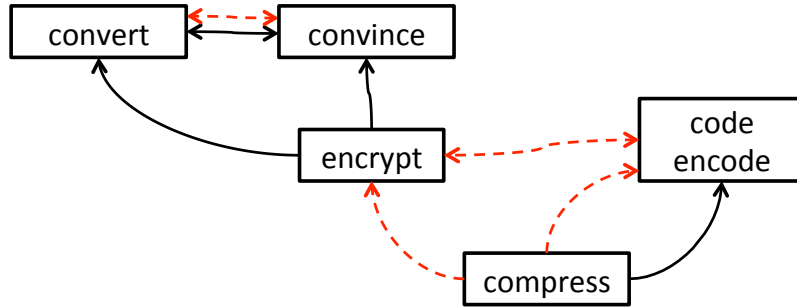 convert
convince
encrypt
code
encode
compress